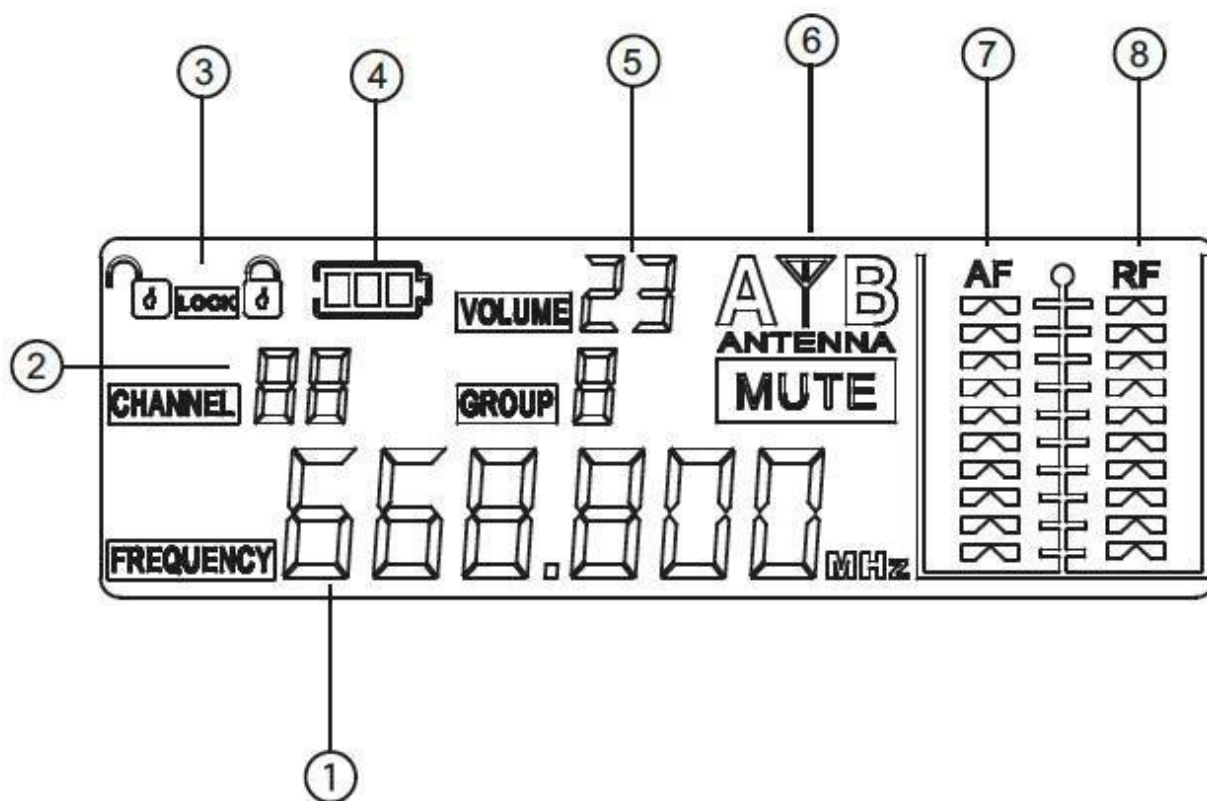 3
4
5
6
7
8
LOCK
VOLUME 23
A B
ANTENNA
AF
RF
2
CHANNEL 88
GROUP 8
MUTE
FREQUENCY 668.800 MHz
1